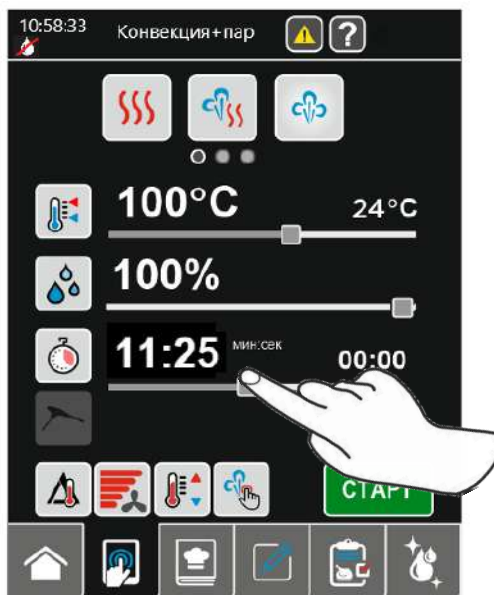 10:58:33 Конвекция+пар ?
100°C 24°C
100%
11:25 мин:сек 00:00
СТАРТ